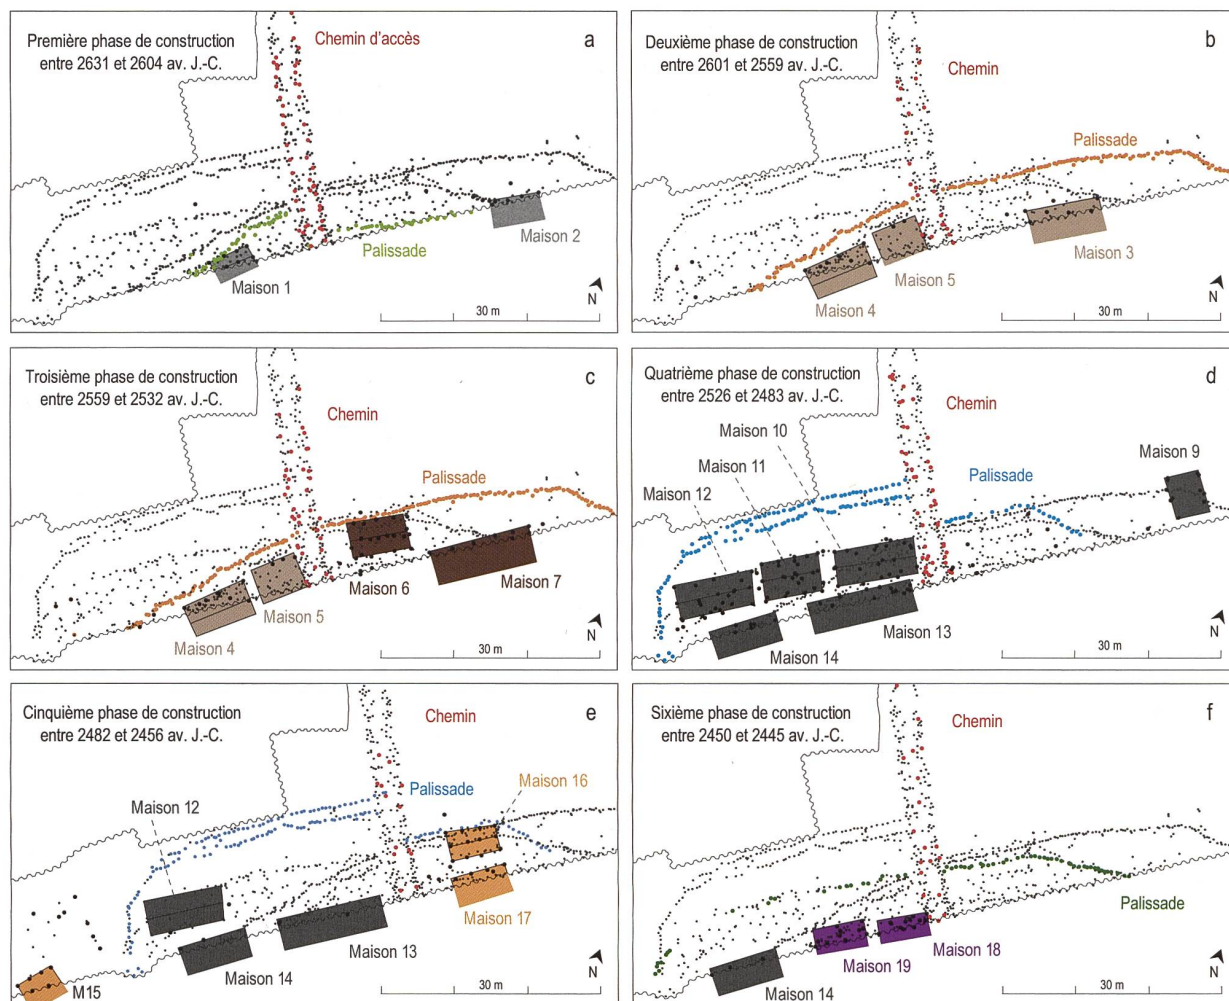 Première phase de construction
entre 2631 et 2604 av. J.-C.
Chemin d'accès
a
Palissade
Maison 2
Maison 1
30 m
N
Deuxième phase de construction
entre 2601 et 2559 av. J.-C.
b
Chemin
Palissade
Maison 3
Maison 5
Maison 4
30 m
N
Troisième phase de construction
entre 2559 et 2532 av. J.-C.
c
Chemin
Palissade
Maison 6
Maison 7
Maison 5
Maison 4
30 m
N
Quatrième phase de construction
entre 2526 et 2483 av. J.-C.
d
Chemin
Maison 10
Maison 9
Maison 11
Palissade
Maison 12
Maison 13
Maison 14
30 m
N
Cinquième phase de construction
entre 2482 et 2456 av. J.-C.
e
Chemin
Maison 16
Palissade
Maison 12
Maison 17
Maison 13
Maison 14
M15
30 m
N
Sixième phase de construction
entre 2450 et 2445 av. J.-C.
f
Chemin
Palissade
Maison 18
Maison 19
Maison 14
30 m
N